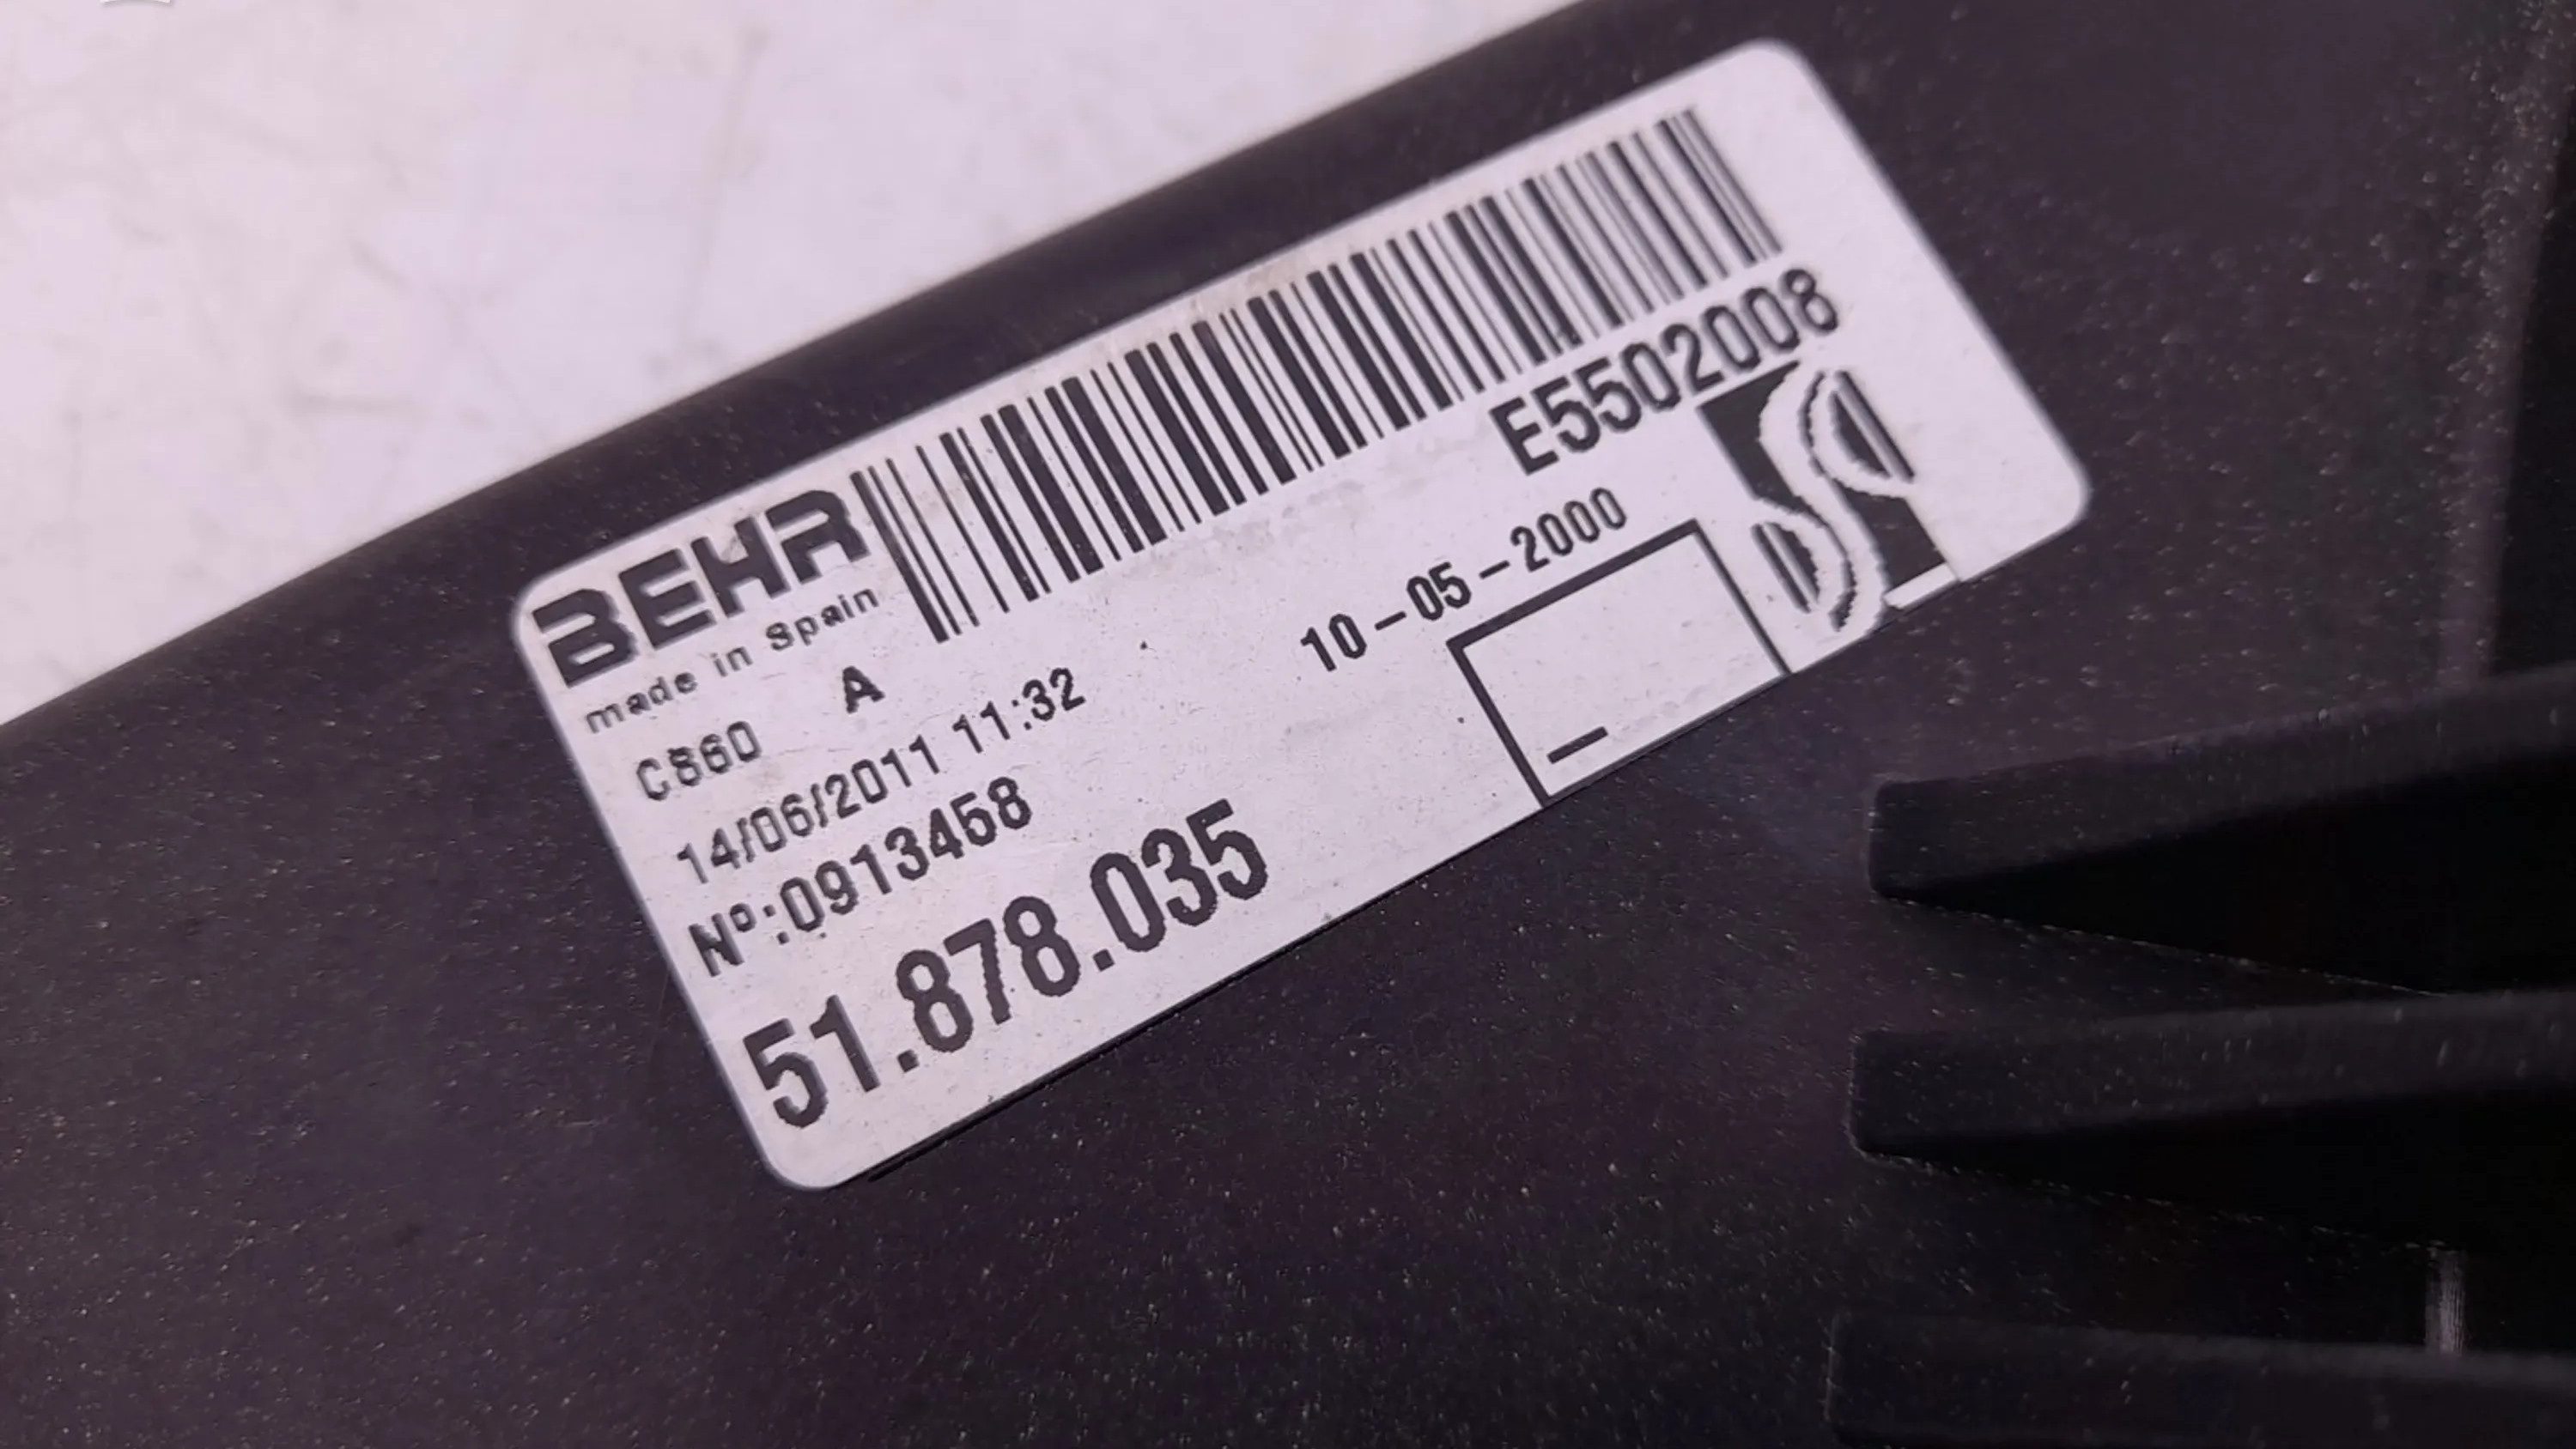 BEHR
made in Spain
E5502008
C860 A
10-05-2000
14/06/2011 11:32
Nº:0913458
51.878.035